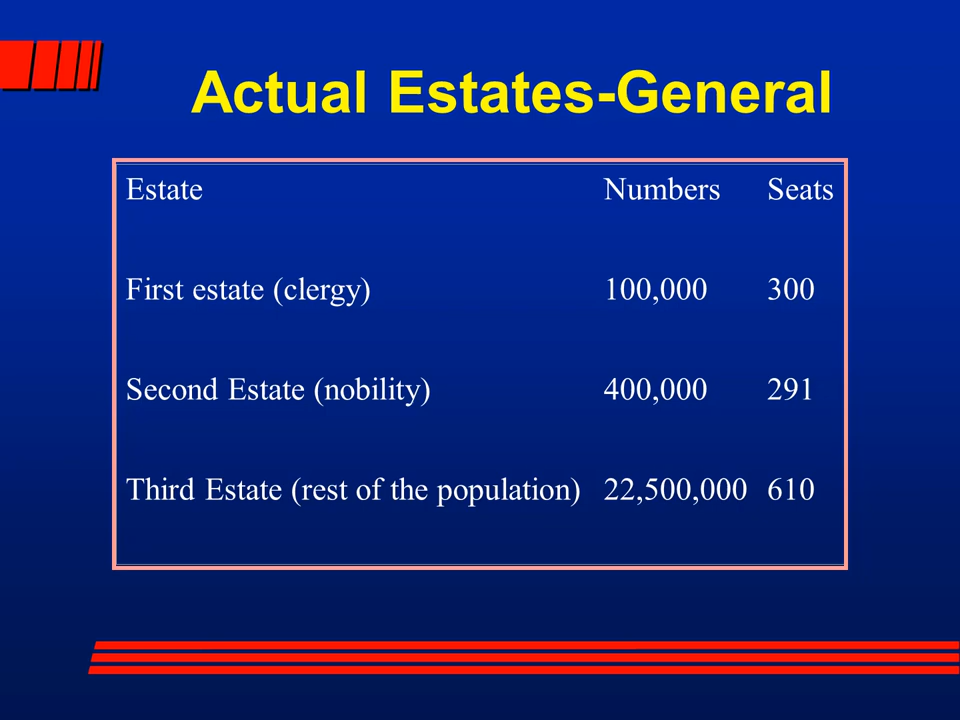 Actual Estates-General
Estate Numbers Seats
First estate (clergy) 100,000 300
Second Estate (nobility) 400,000 291
Third Estate (rest of the population) 22,500,000 610